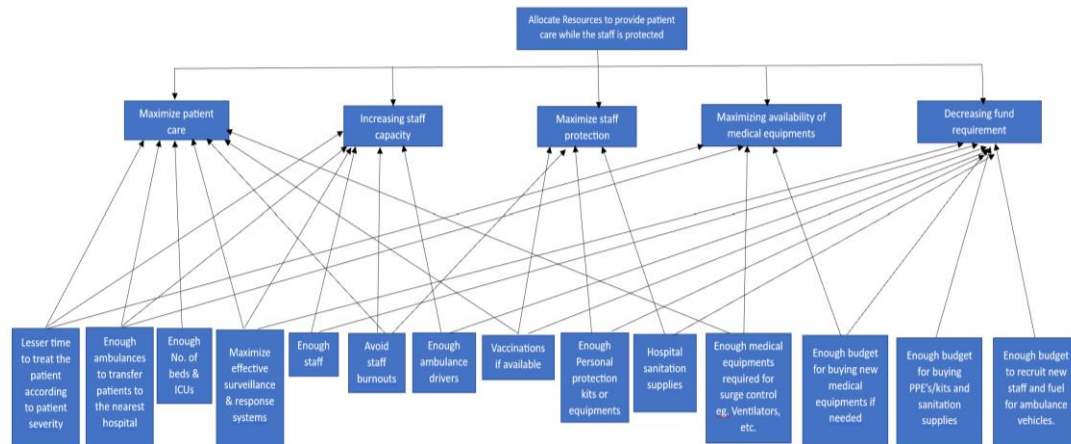 Allocate Resources to provide patient
care while the staff is protected
Maximize patient
care
Increasing staff
capacity
Maximize staff
protection
Maximizing availability of
medical equipments
Decreasing fund
requirement
Lesser time to
treat the
patient
according to
patient
severity
Enough
ambulances
to transfer
patients to
the nearest
hospital
Enough
No. of
beds &
ICUs
Maximize
effective
surveillance
& response
systems
Enough
staff
Avoid
staff
burnouts
Enough
ambulance
drivers
Vaccinations
if available
Enough
Personal
protection
kits or
equipments
Hospital
sanitation
supplies
Enough medical
equipments
required for
surge control
eg. Ventilators,
etc.
Enough budget
for buying new
medical
equipments if
needed
Enough budget
for buying
PPE's/kits and
sanitation
supplies
Enough budget
to recruit new
staff and fuel
for ambulance
vehicles.